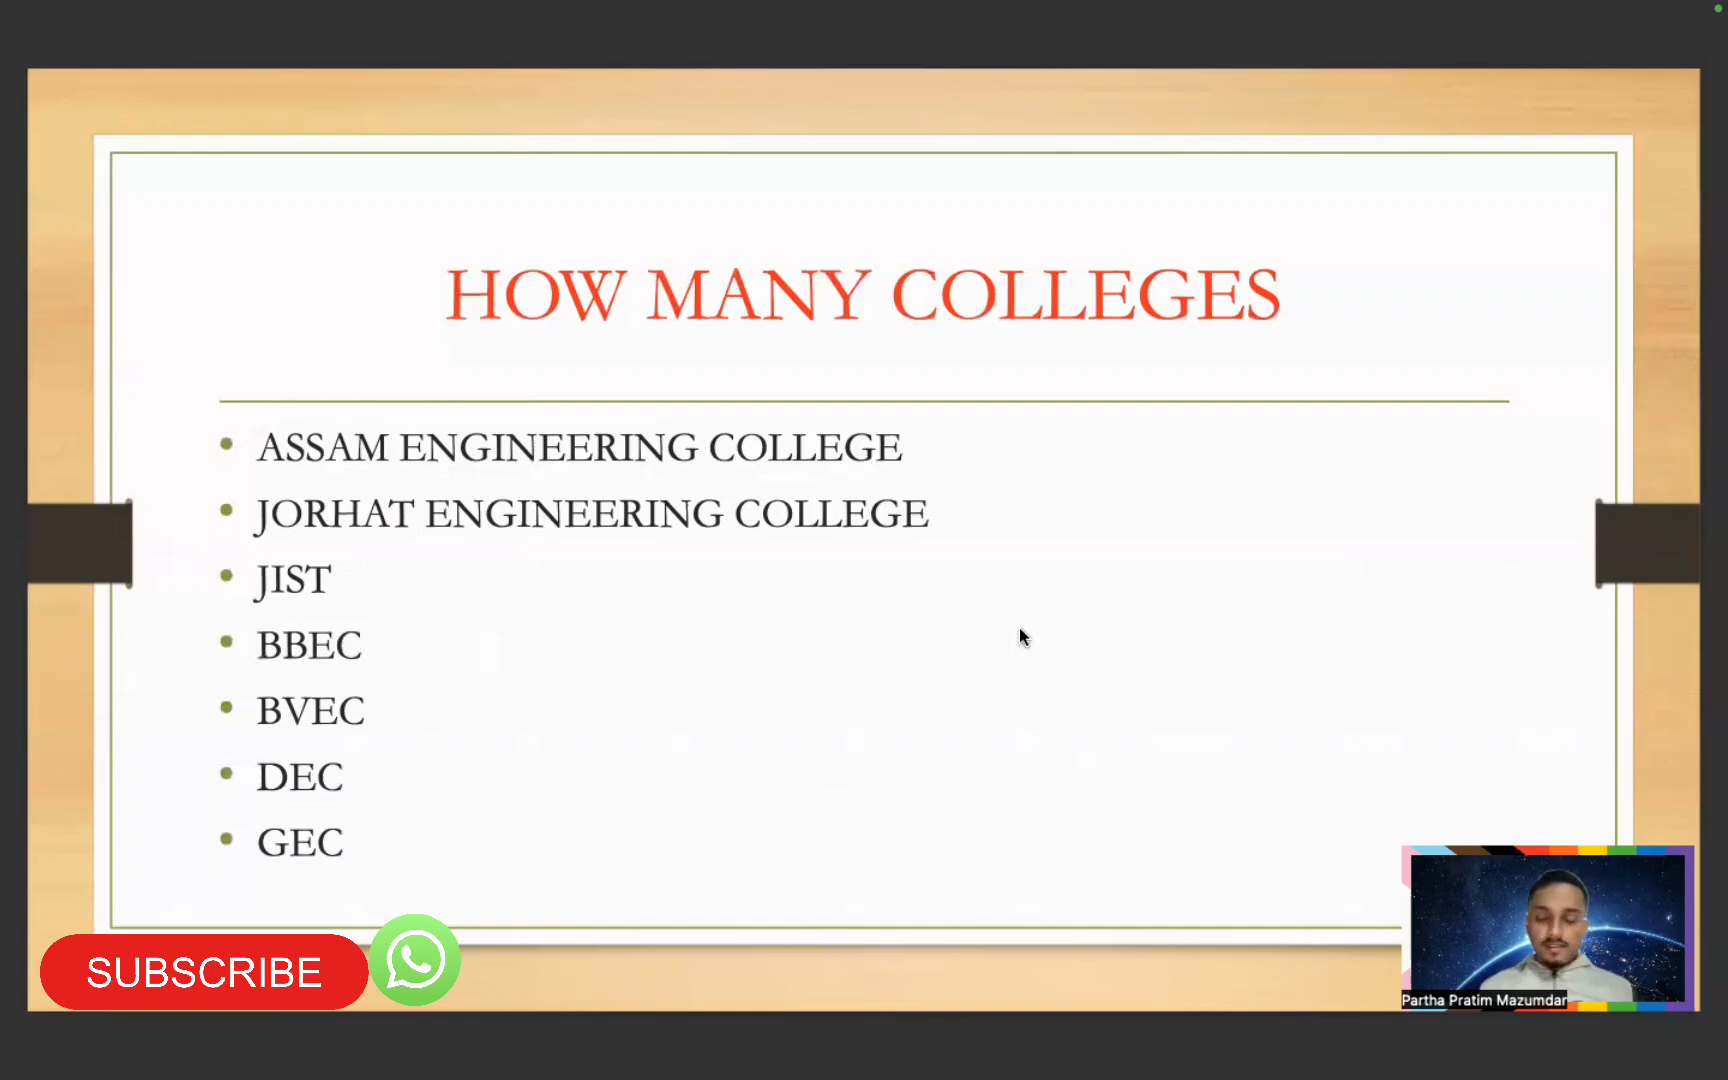 HOW MANY COLLEGES
ASSAM ENGINEERING COLLEGE
JORHAT ENGINEERING COLLEGE
JIST
BBEC
BVEC
DEC
GEC
SUBSCRIBE
Partha Pratim Mazumdar